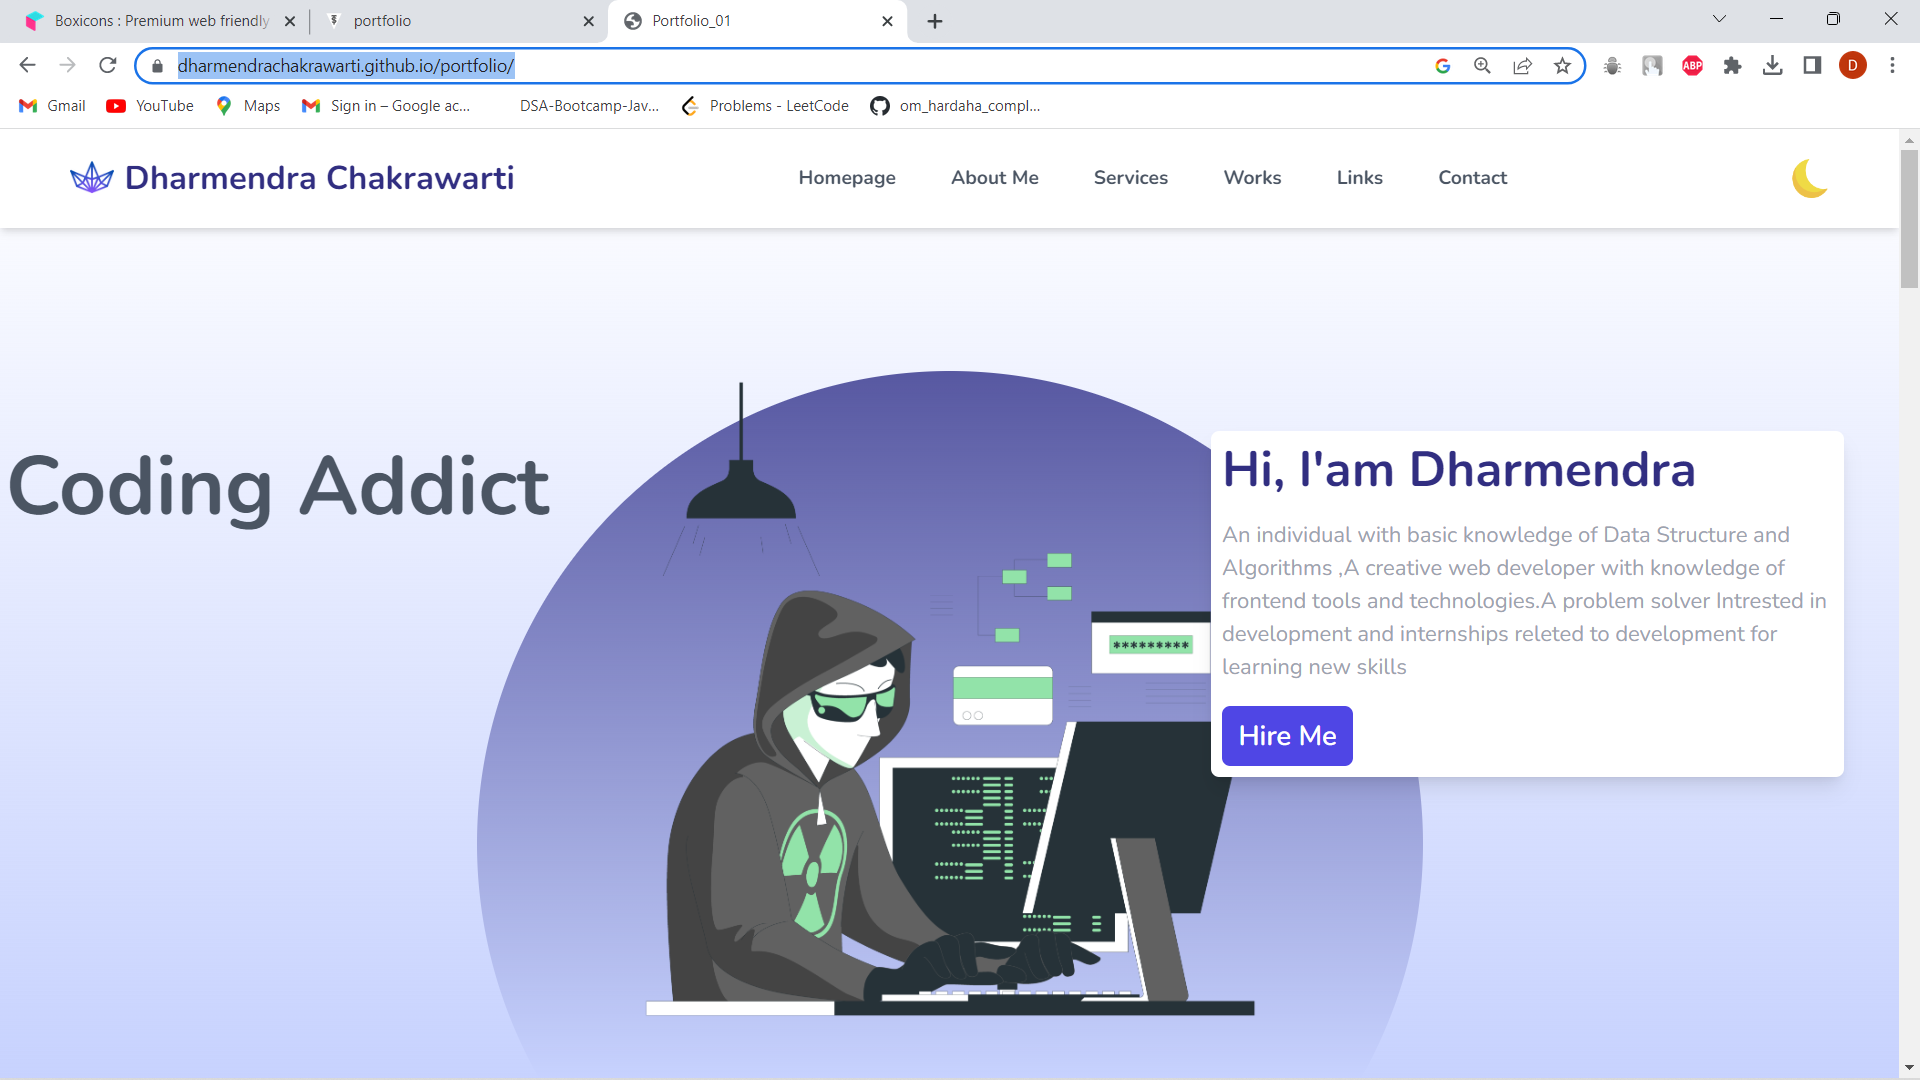 Boxicons : Premium web friendly
portfolio
Portfolio_01
dharmendrachakrawarti.github.io/portfolio/
ABP
D
Gmail
YouTube
Maps
Sign in – Google ac...
DSA-Bootcamp-Jav...
Problems - LeetCode
om_hardaha_compl...
Dharmendra Chakrawarti
Homepage
About Me
Services
Works
Links
Contact
Coding Addict
Hi, I'am Dharmendra
An individual with basic knowledge of Data Structure and
Algorithms ,A creative web developer with knowledge of
frontend tools and technologies.A problem solver Intrested in
development and internships releted to development for
learning new skills
*********
Hire Me